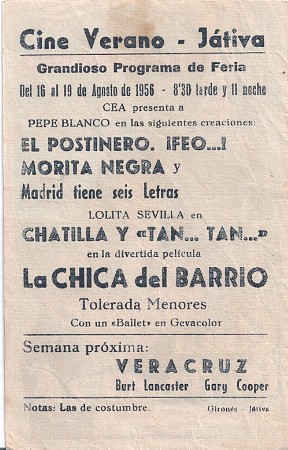 Cine Verano - Játiva
Grandioso Programa de Feria
Del 16 al 19 de Agosto de 1956 - 8'30 tarde y 11 noche
CEA presenta a
PEPE BLANCO en las siguientes creaciones:
EL POSTINERO. ¡FEO...!
MORITA NEGRA y
Madrid tiene seis Letras
LOLITA SEVILLA en
CHATILLA Y «TAN... TAN...»
en la divertida película
La CHICA del BARRIO
Tolerada Menores
Con un «Ballet» en Gevacolor
Semana próxima:
VERACRUZ
Burt Lancaster Gary Cooper
Notas: Las de costumbre.
Gironés - Játiva